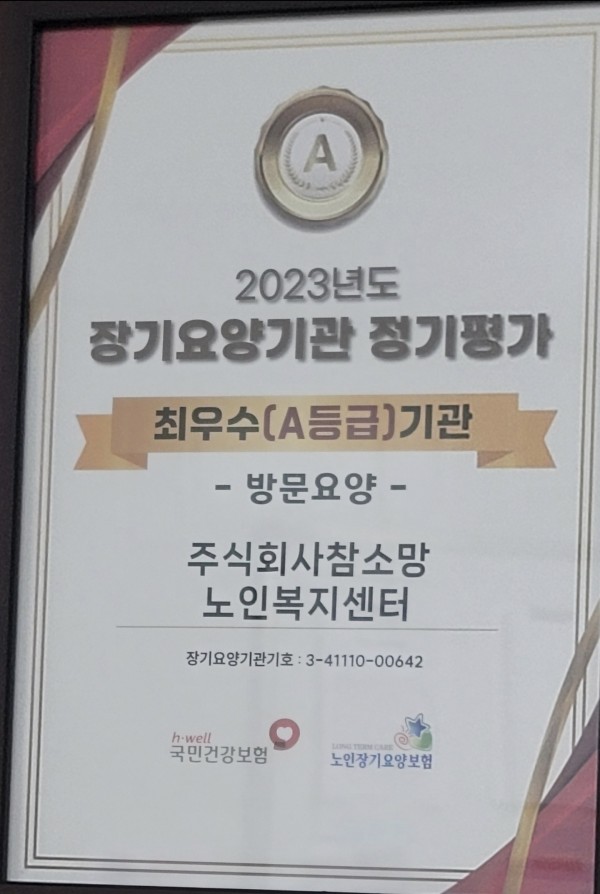 A
2023년도
장기요양기관 정기평가
최우수(A등급)기관
- 방문요양 -
주식회사참소망
노인복지센터
장기요양기관기호 : 3-41110-00642
h·well
국민건강보험
LONG TERM CARE
노인장기요양보험